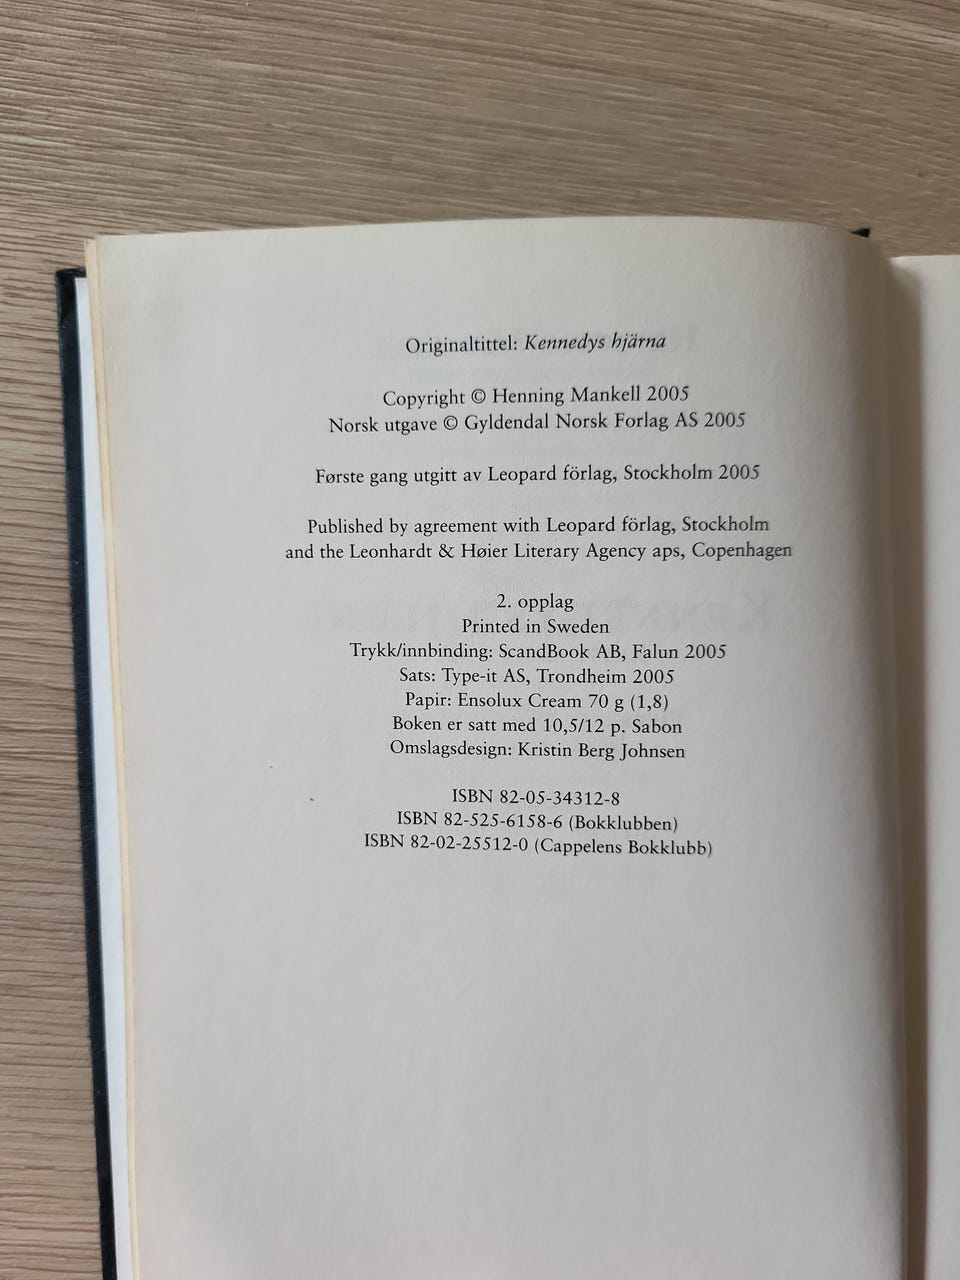 Originaltittel: Kennedys hjärna
Copyright © Henning Mankell 2005
Norsk utgave © Gyldendal Norsk Forlag AS 2005
Første gang utgitt av Leopard förlag, Stockholm 2005
Published by agreement with Leopard förlag, Stockholm
and the Leonhardt & Høier Literary Agency aps, Copenhagen
2. opplag
Printed in Sweden
Trykk/innbinding: ScandBook AB, Falun 2005
Sats: Type-it AS, Trondheim 2005
Papir: Ensolux Cream 70 g (1,8)
Boken er satt med 10,5/12 p. Sabon
Omslagsdesign: Kristin Berg Johnsen
ISBN 82-05-34312-8
ISBN 82-525-6158-6 (Bokklubben)
ISBN 82-02-25512-0 (Cappelens Bokklubb)